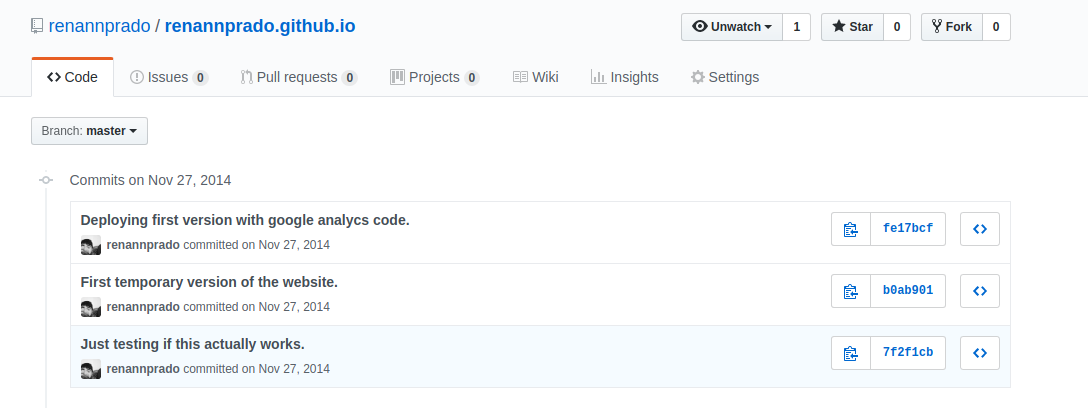 renannprado / renannprado.github.io
Unwatch 1 Star 0 Fork 0
Code Issues 0 Pull requests 0 Projects 0 Wiki Insights Settings
Branch: master
Commits on Nov 27, 2014
Deploying first version with google analycs code.
renannprado committed on Nov 27, 2014
fe17bcf
First temporary version of the website.
renannprado committed on Nov 27, 2014
b0ab901
Just testing if this actually works.
renannprado committed on Nov 27, 2014
7f2f1cb